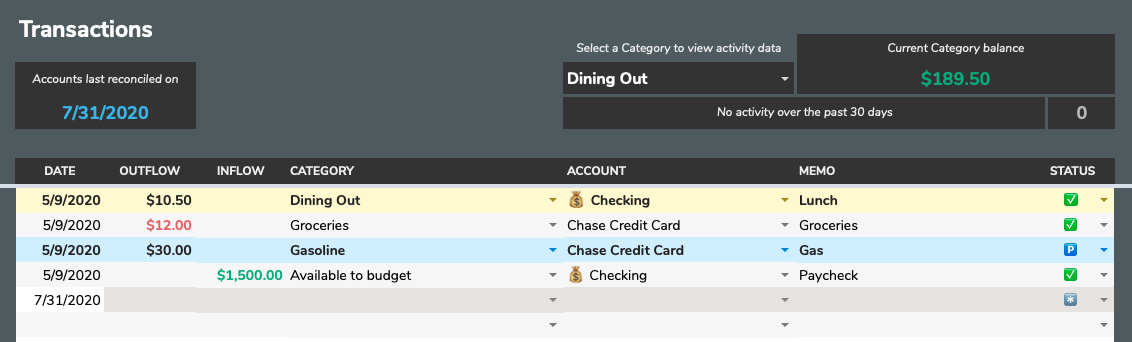 Transactions
Select a Category to view activity data
Current Category balance
Accounts last reconciled on
Dining Out
$189.50
7/31/2020
No activity over the past 30 days
0
DATE OUTFLOW INFLOW CATEGORY ACCOUNT MEMO STATUS
5/9/2020 $10.50 Dining Out 💰 Checking Lunch ✅
5/9/2020 $12.00 Groceries Chase Credit Card Groceries ✅
5/9/2020 $30.00 Gasoline Chase Credit Card Gas 🅿️
5/9/2020 $1,500.00 Available to budget 💰 Checking Paycheck ✅
7/31/2020 *️⃣